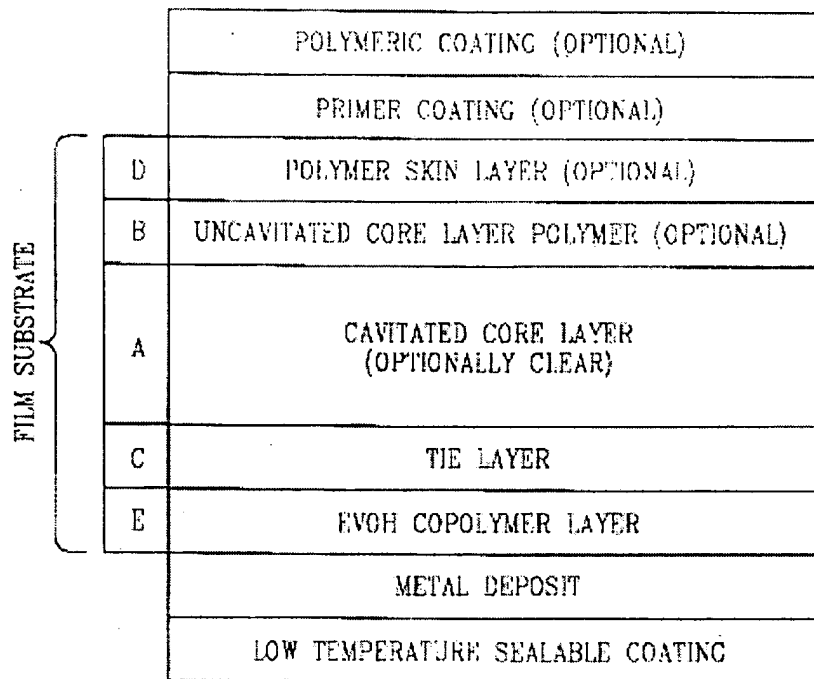 POLYMERIC COATING (OPTIONAL)
PRIMER COATING (OPTIONAL)
D POLYMER SKIN LAYER (OPTIONAL)
B UNCAVITATED CORE LAYER POLYMER (OPTIONAL)
FILM SUBSTRATE
A CAVITATED CORE LAYER
(OPTIONALLY CLEAR)
C TIE LAYER
E EVOH COPOLYMER LAYER
METAL DEPOSIT
LOW TEMPERATURE SEALABLE COATING